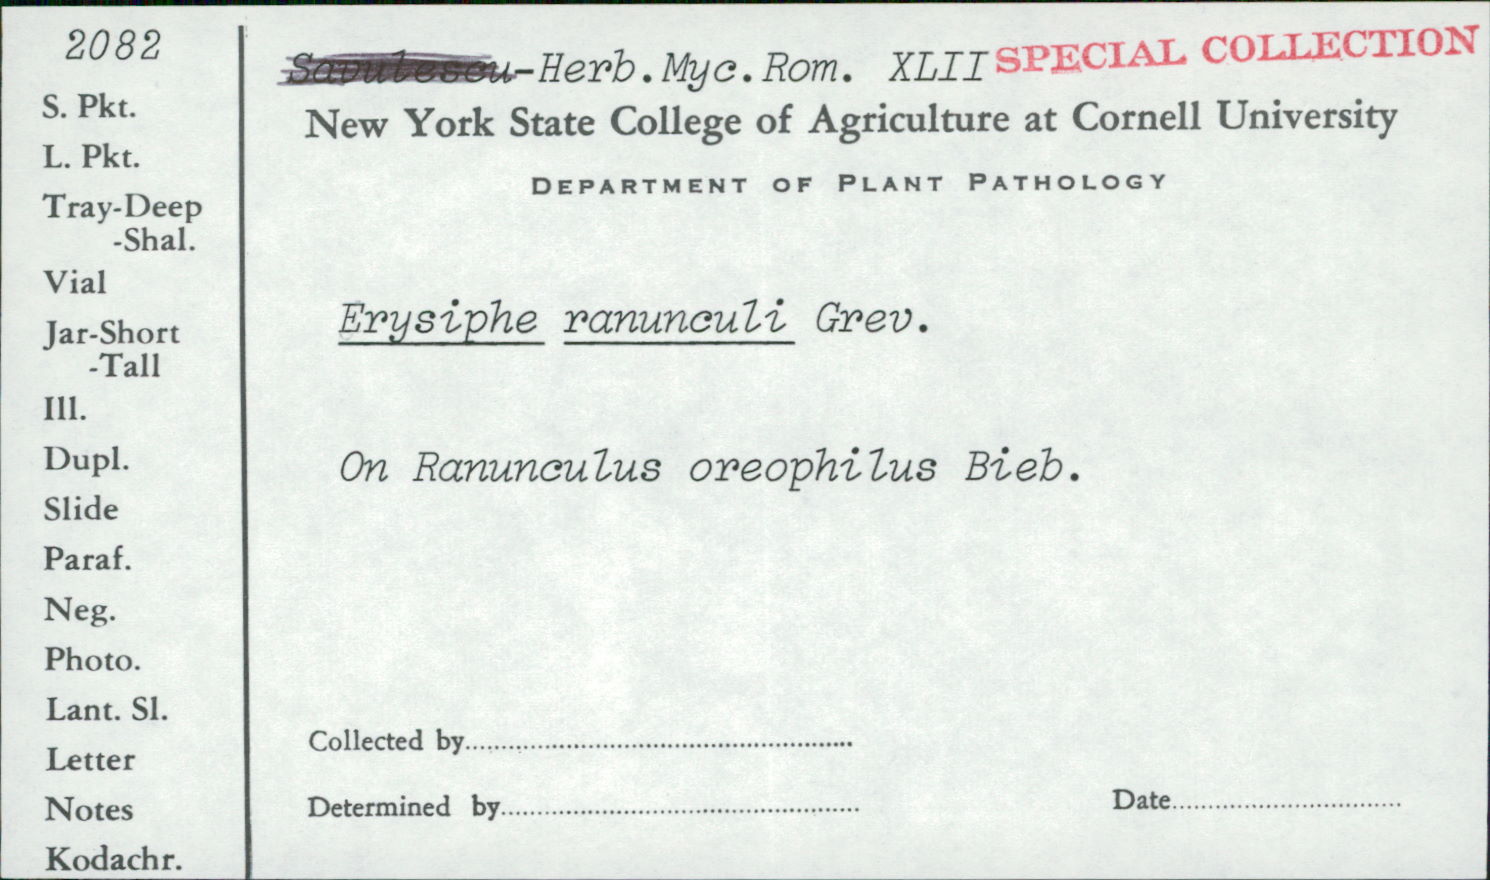 2082
Savulescu-Herb.Myc.Rom. XLII SPECIAL COLLECTION
New York State College of Agriculture at Cornell University
DEPARTMENT OF PLANT PATHOLOGY
S. Pkt.
L. Pkt.
Tray-Deep
-Shal.
Vial
Jar-Short
-Tall
Ill.
Dupl.
Slide
Paraf.
Neg.
Photo.
Lant. Sl.
Letter
Notes
Kodachr.
Erysiphe ranunculi Grev.
On Ranunculus oreophilus Bieb.
Collected by
Determined by
Date